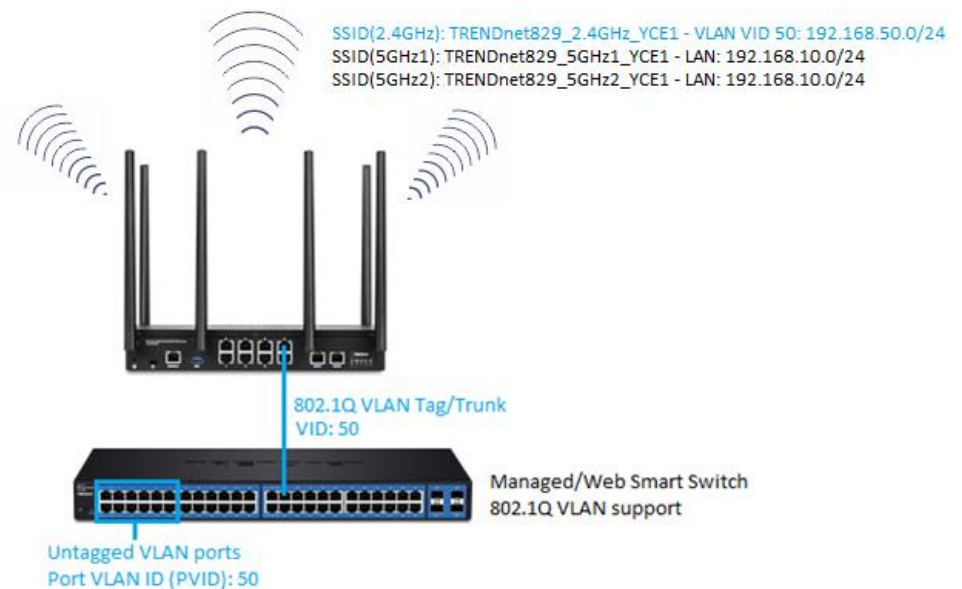 SSID(2.4GHz): TRENDnet829_2.4GHz_YCE1 - VLAN VID 50: 192.168.50.0/24
SSID(5GHz1): TRENDnet829_5GHz1_YCE1 - LAN: 192.168.10.0/24
SSID(5GHz2): TRENDnet829_5GHz2_YCE1 - LAN: 192.168.10.0/24
802.1Q VLAN Tag/Trunk
VID: 50
Managed/Web Smart Switch
802.1Q VLAN support
Untagged VLAN ports
Port VLAN ID (PVID): 50